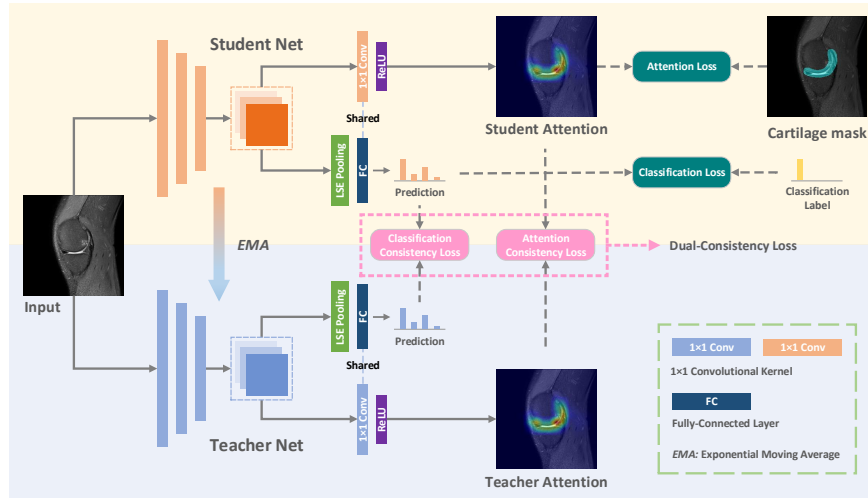 Student Net
1×1 Conv
ReLU
Shared
LSE Pooling
FC
Prediction
Student Attention
Attention Loss
Cartilage mask
Classification Loss
Classification
Label
EMA
Input
Classification
Consistency Loss
Attention
Consistency Loss
Dual-Consistency Loss
LSE Pooling
FC
Prediction
Shared
1×1 Conv
ReLU
Teacher Net
Teacher Attention
1×1 Conv
1×1 Conv
1×1 Convolutional Kernel
FC
Fully-Connected Layer
EMA: Exponential Moving Average